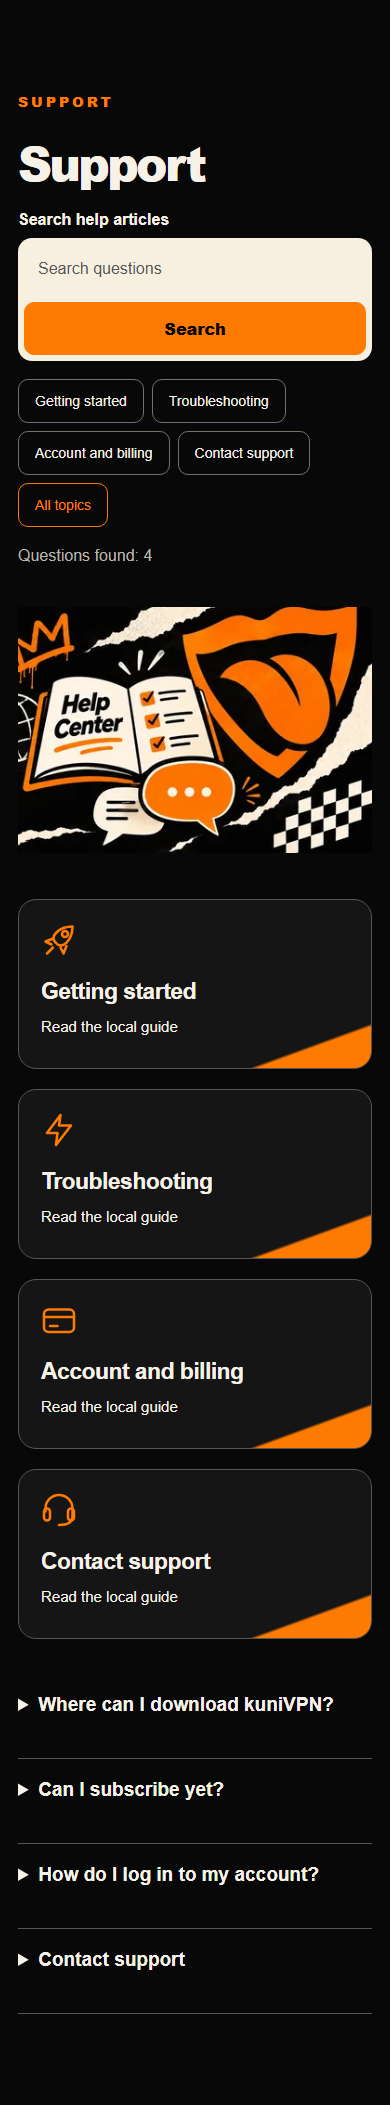 SUPPORT
Support
Search help articles
Search questions
Search
Getting started
Troubleshooting
Account and billing
Contact support
All topics
Questions found: 4
Help
Center
Getting started
Read the local guide
Troubleshooting
Read the local guide
Account and billing
Read the local guide
Contact support
Read the local guide
Where can I download kuniVPN?
Can I subscribe yet?
How do I log in to my account?
Contact support